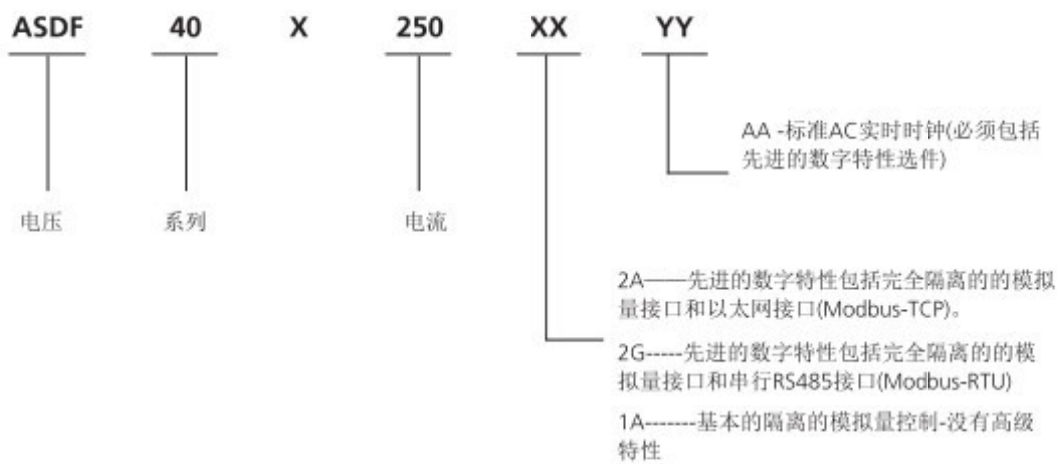 ASDF 40 X 250 XX YY
AA -标准AC实时时钟(必须包括
先进的数字特性选件)
电压 系列 电流
2A——先进的数字特性包括完全隔离的的模拟
量接口和以太网接口(Modbus-TCP)。
2G-----先进的数字特性包括完全隔离的的模
拟量接口和串行RS485接口(Modbus-RTU)
1A-------基本的隔离的模拟量控制-没有高级
特性